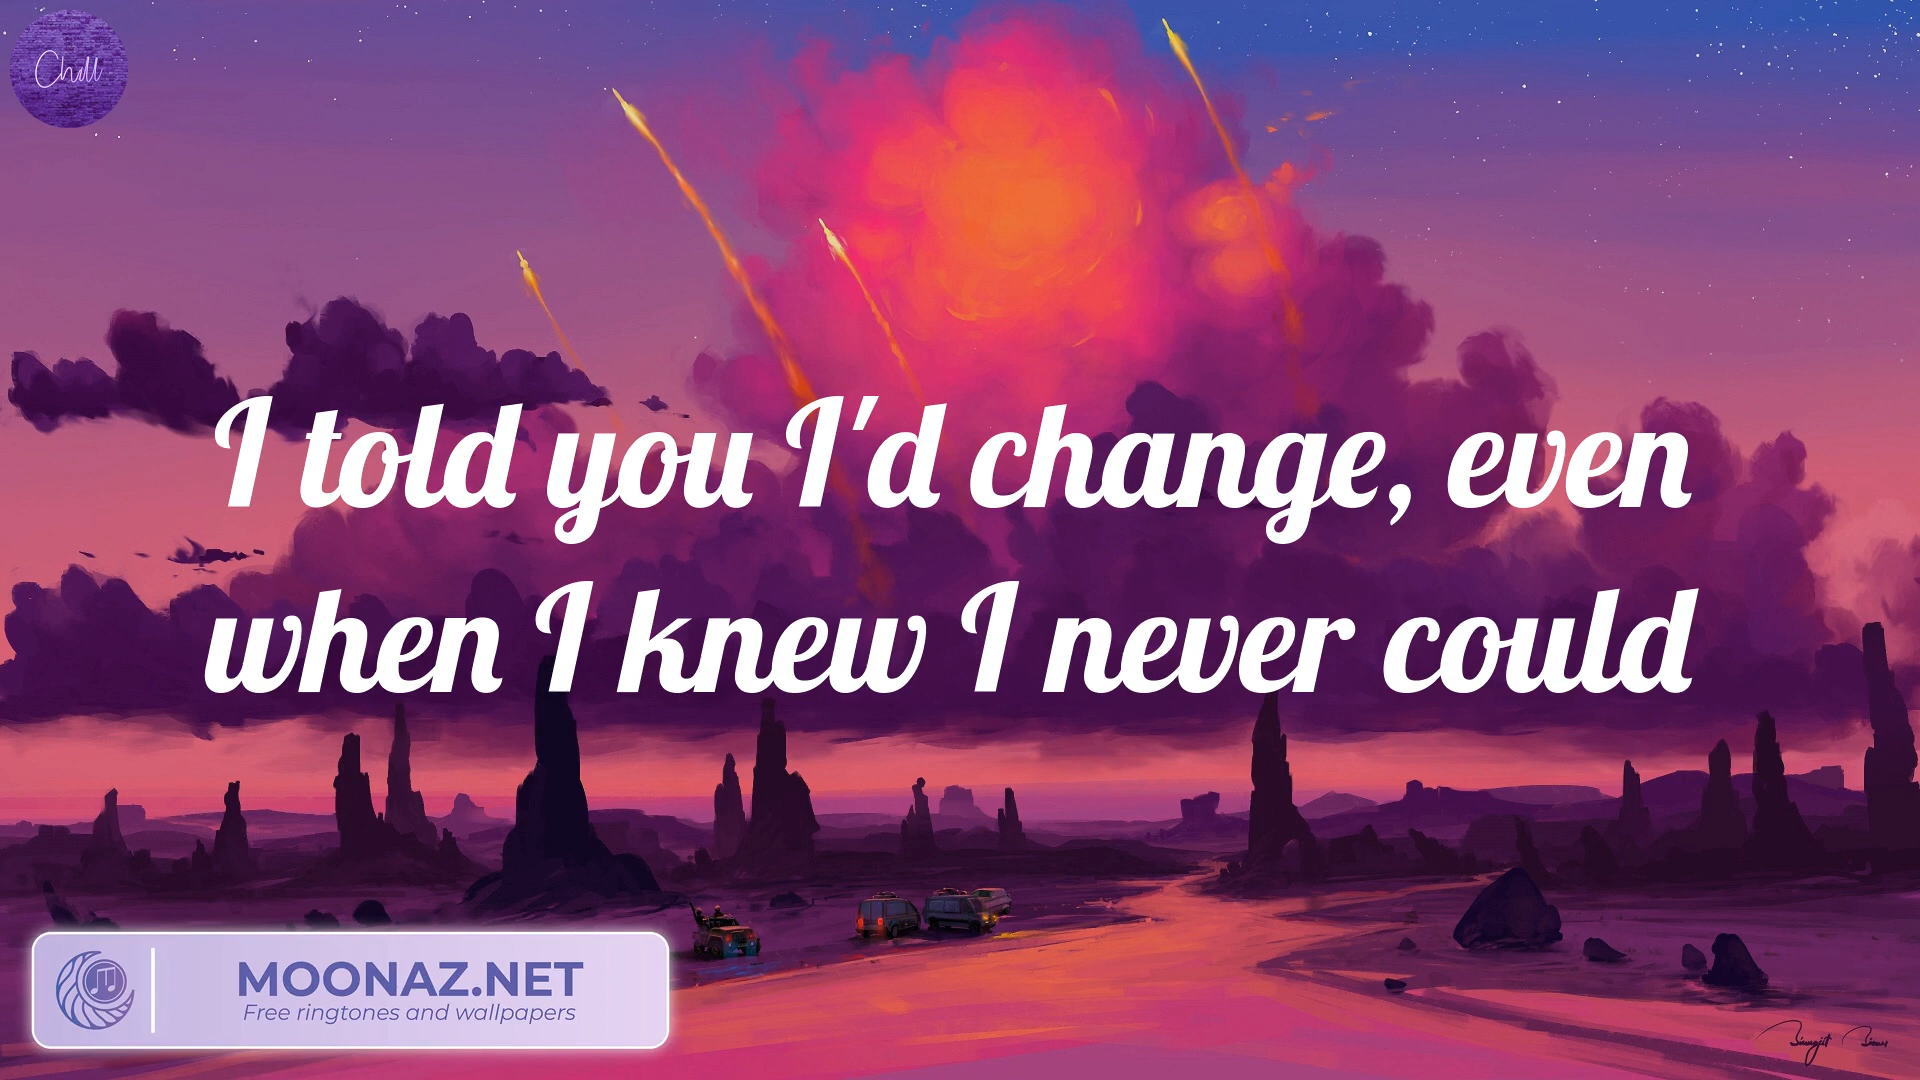 Chill
I told you I'd change, even
when I knew I never could
MOONAZ.NET
Free ringtones and wallpapers